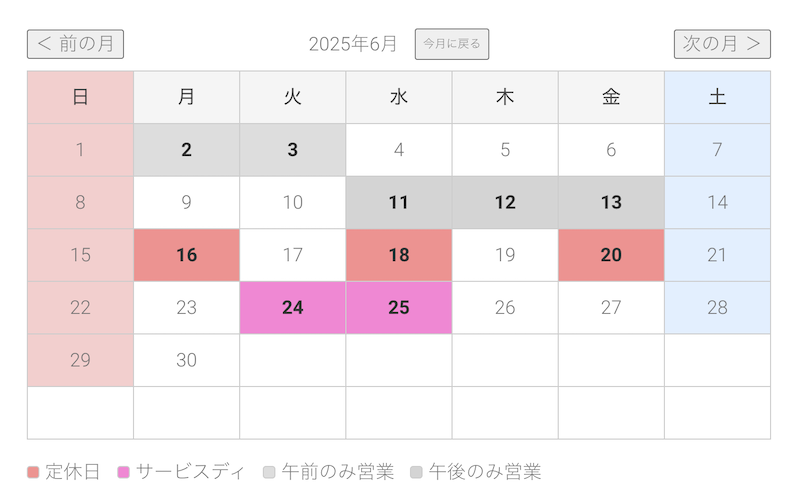 ＜ 前の月 2025年6月 今月に戻る 次の月 ＞
日 月 火 水 木 金 土
1 2 3 4 5 6 7
8 9 10 11 12 13 14
15 16 17 18 19 20 21
22 23 24 25 26 27 28
29 30
定休日 サービスディ 午前のみ営業 午後のみ営業